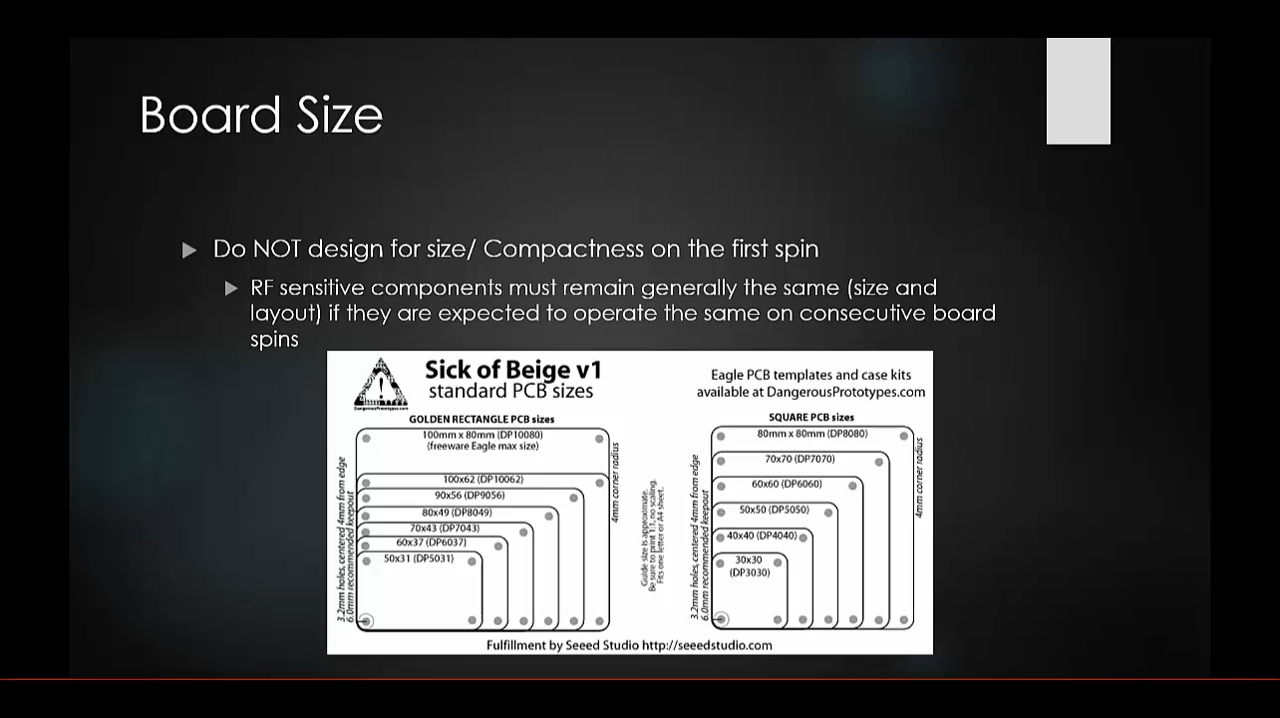 Board Size
Do NOT design for size/ Compactness on the first spin
RF sensitive components must remain generally the same (size and
layout) if they are expected to operate the same on consecutive board
spins
Sick of Beige v1
standard PCB sizes
Eagle PCB templates and case kits
available at DangerousPrototypes.com
DangerousPrototypes.com
GOLDEN RECTANGLE PCB sizes
100mm x 80mm (DP10080)
(freeware Eagle max size)
100x62 (DP10062)
90x56 (DP9056)
80x49 (DP8049)
70x43 (DP7043)
60x37 (DP6037)
50x31 (DP5031)
3.2mm holes, centered 4mm from edge
6.0mm recommended keepout
4mm corner radius
Guide size is approximate.
Be sure to print 1:1, no scaling.
Fits one letter or A4 sheet.
SQUARE PCB sizes
80mm x 80mm (DP8080)
70x70 (DP7070)
60x60 (DP6060)
50x50 (DP5050)
40x40 (DP4040)
30x30
(DP3030)
3.2mm holes, centered 4mm from edge
6.0mm recommended keepout
4mm corner radius
Fulfillment by Seeed Studio http://seeedstudio.com